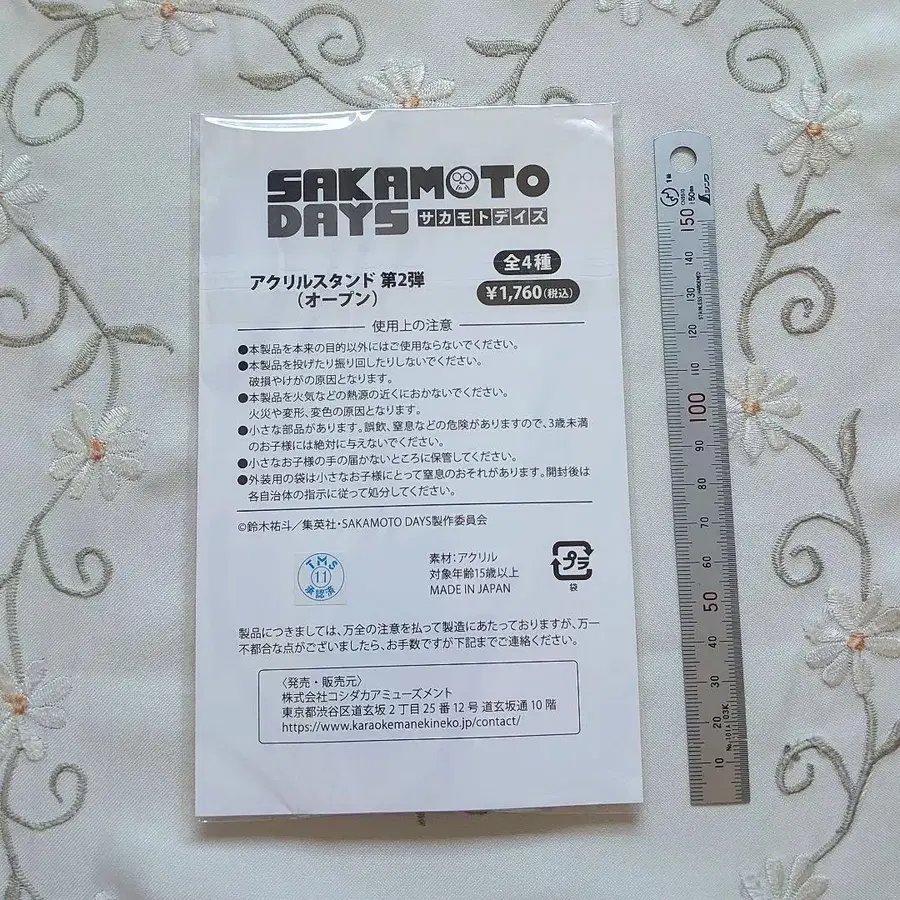 SAKAMOTO
DAYS サカモトデイズ
アクリルスタンド 第2弾
(オープン)
全4種
¥1,760(税込)
使用上の注意
●本製品を本来の目的以外にはご使用ならないでください。
●本製品を投げたり振り回したりしないでください。
破損やけがの原因となります。
●本製品を火気などの熱源の近くにおかないでください。
火災や変形、変色の原因となります。
●小さな部品があります。誤飲、窒息などの危険がありますので、3歳未満
のお子様には絶対に与えないでください。
●小さなお子様の手の届かないところに保管してください。
●外装用の袋は小さなお子様にとって窒息のおそれがあります。開封後は
各自治体の指示に従って処分してください。
©鈴木祐斗/集英社・SAKAMOTO DAYS製作委員会
TMS
11
承認済
素材:アクリル
対象年齢15歳以上
MADE IN JAPAN
プラ
袋
製品につきましては、万全の注意を払って製造にあたっておりますが、万一
不都合な点がございましたら、お手数ですが下記までご連絡ください。
〈発売・販売元〉
株式会社コシダカアミューズメント
東京都渋谷区道玄坂2丁目25番12号 道玄坂通10階
https://www.karaokemanekineko.jp/contact/
シンワ
150
140
130
120
110
100
90
80
70
60
50
40
30
20
10